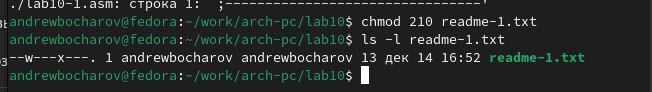 ./lab10-1.asm: строка 1:  ;--------------------------------'
andrewbocharov@fedora:~/work/arch-pc/lab10$ chmod 210 readme-1.txt
andrewbocharov@fedora:~/work/arch-pc/lab10$ ls -l readme-1.txt
--w---x---. 1 andrewbocharov andrewbocharov 13 дек 14 16:52 readme-1.txt
andrewbocharov@fedora:~/work/arch-pc/lab10$